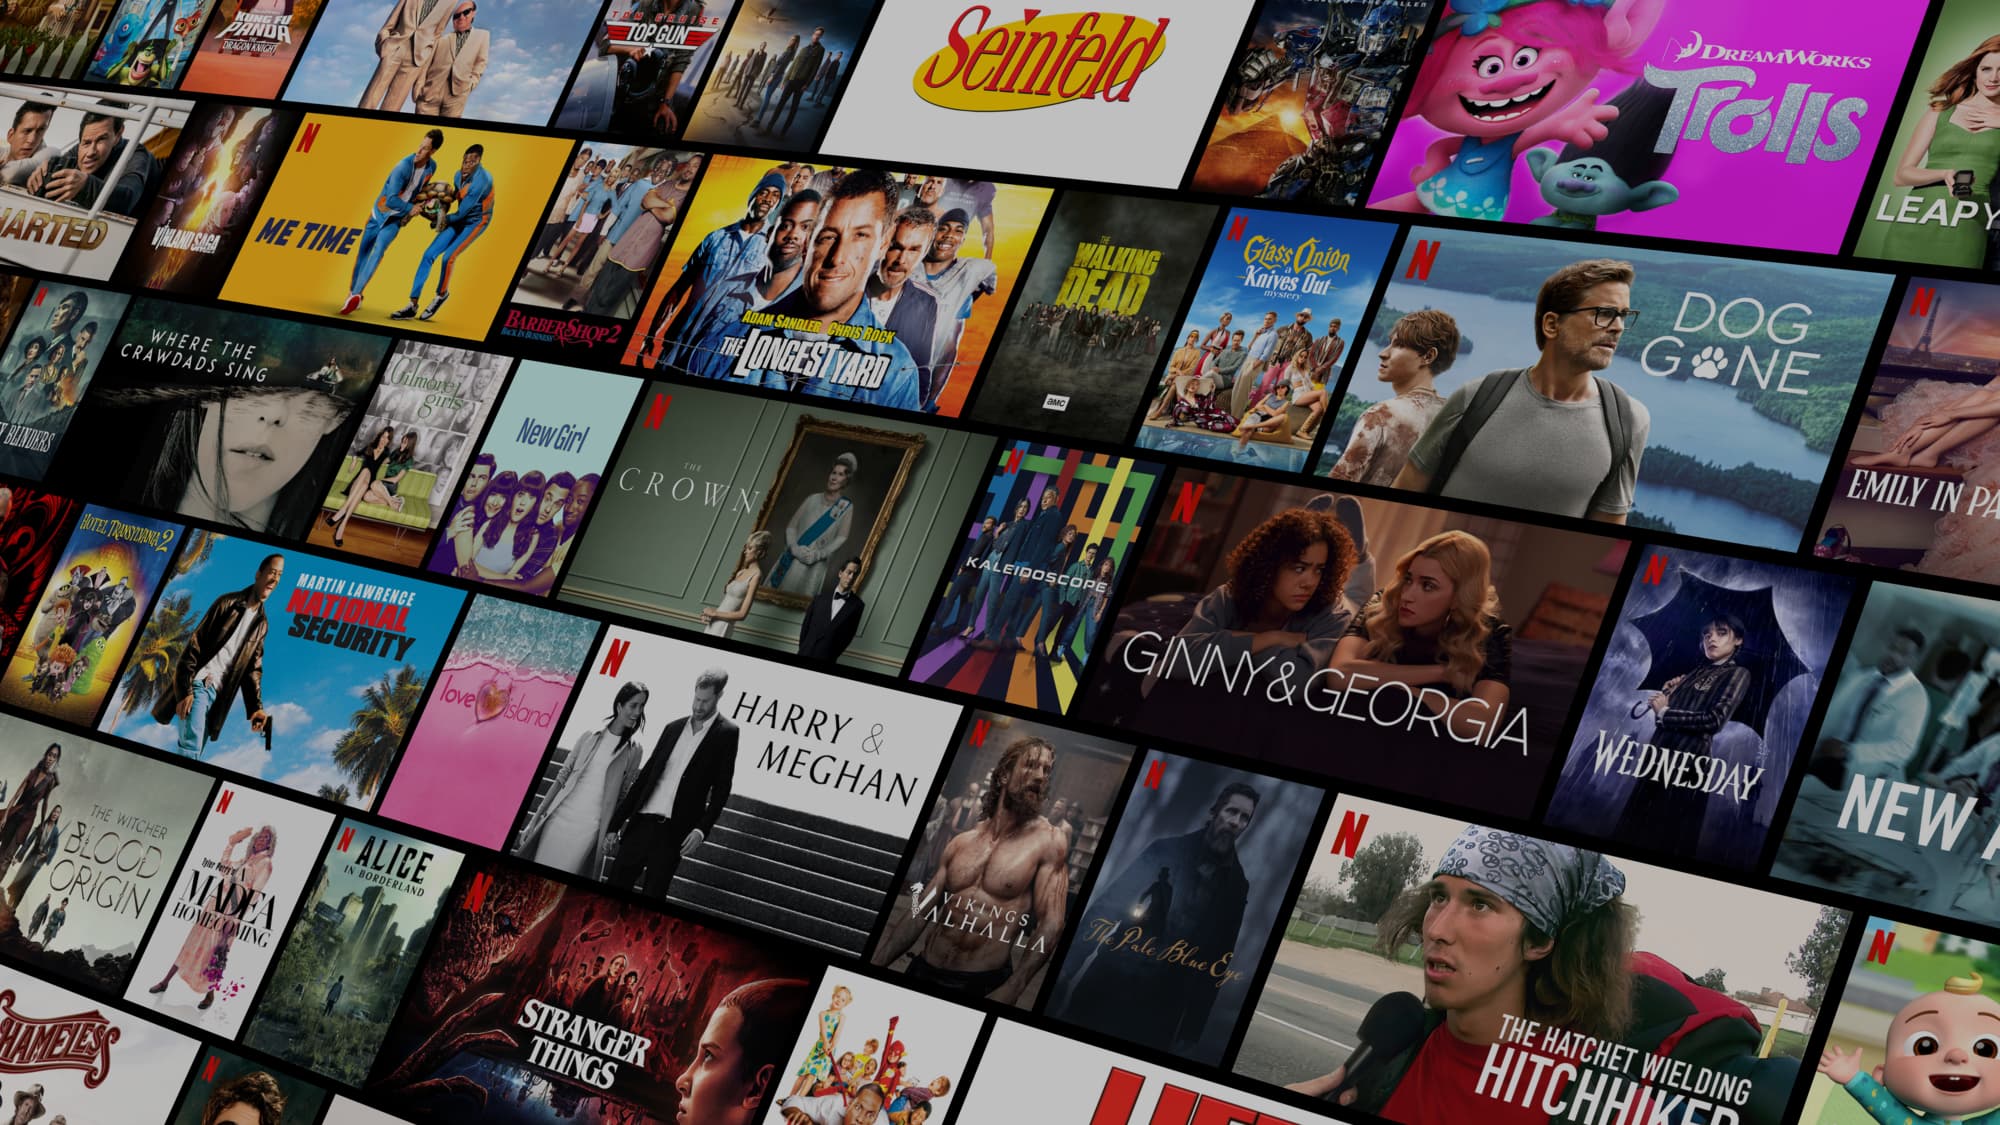 KUNG FU
PANDA
THE
DRAGON KNIGHT
TOM CRUISE
TOP GUN
Seinfeld
DREAMWORKS
Trolls
LEAPY
HARTED
VINLAND SAGA
N
ME TIME
BARBERSHOP 2
BACK IN BUSINESS
ADAM SANDLER CHRIS ROCK
THE LONGEST YARD
THE
WALKING
DEAD
amc
N
Glass Onion
a
Knives Out
mystery
N
DOG
GONE
N
EMILY IN PA
N
Y BLINDERS
WHERE THE
CRAWDADS SING
Gilmore
girls
New Girl
N
THE
CROWN
N
KALEIDOSCOPE
N
GINNY & GEORGIA
N
WEDNESDAY
NEW A
HOTEL TRANSYLVANIA 2
MARTIN LAWRENCE
NATIONAL
SECURITY
love island
N
HARRY &
MEGHAN
N
VIKINGS
VALHALLA
N
The Pale Blue Eye
N
THE HATCHET WIELDING
HITCHHIKER
N
THE WITCHER
BLOOD
ORIGIN
N
Tyler Perry's A
MADEA
HOMECOMING
N
ALICE
IN BORDERLAND
N
STRANGER
THINGS
SHAMELESS
N